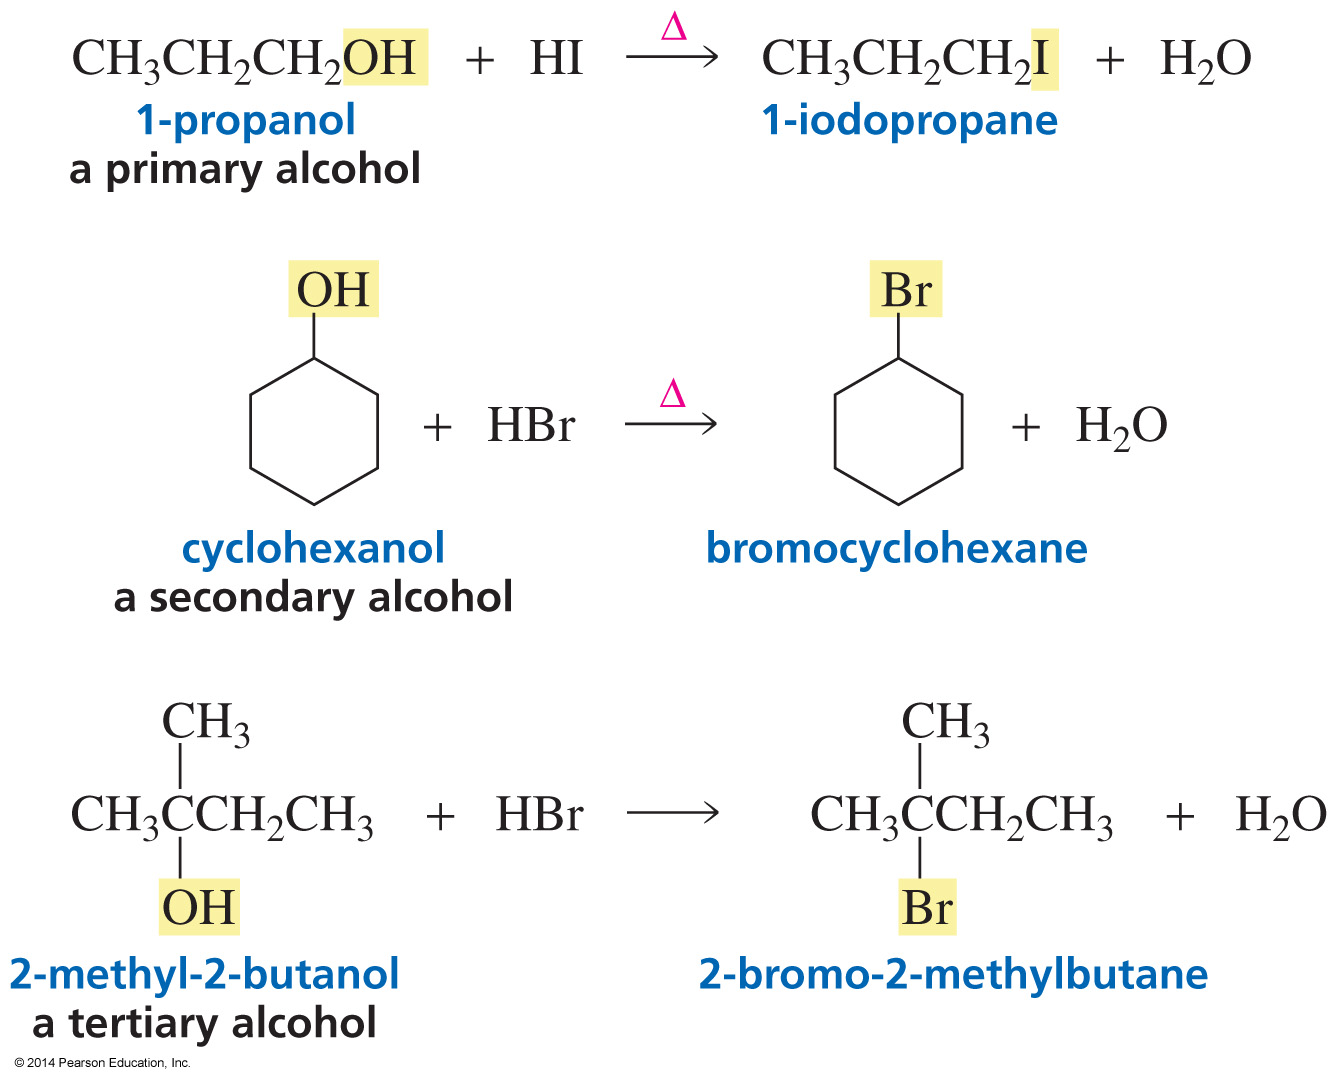 Δ
CH₃CH₂CH₂OH + HI ⟶ CH₃CH₂CH₂I + H₂O
1-propanol 1-iodopropane
a primary alcohol
OH Br
Δ
+ HBr ⟶ + H₂O
cyclohexanol bromocyclohexane
a secondary alcohol
CH₃ CH₃
CH₃CCH₂CH₃ + HBr ⟶ CH₃CCH₂CH₃ + H₂O
OH Br
2-methyl-2-butanol 2-bromo-2-methylbutane
a tertiary alcohol
© 2014 Pearson Education, Inc.